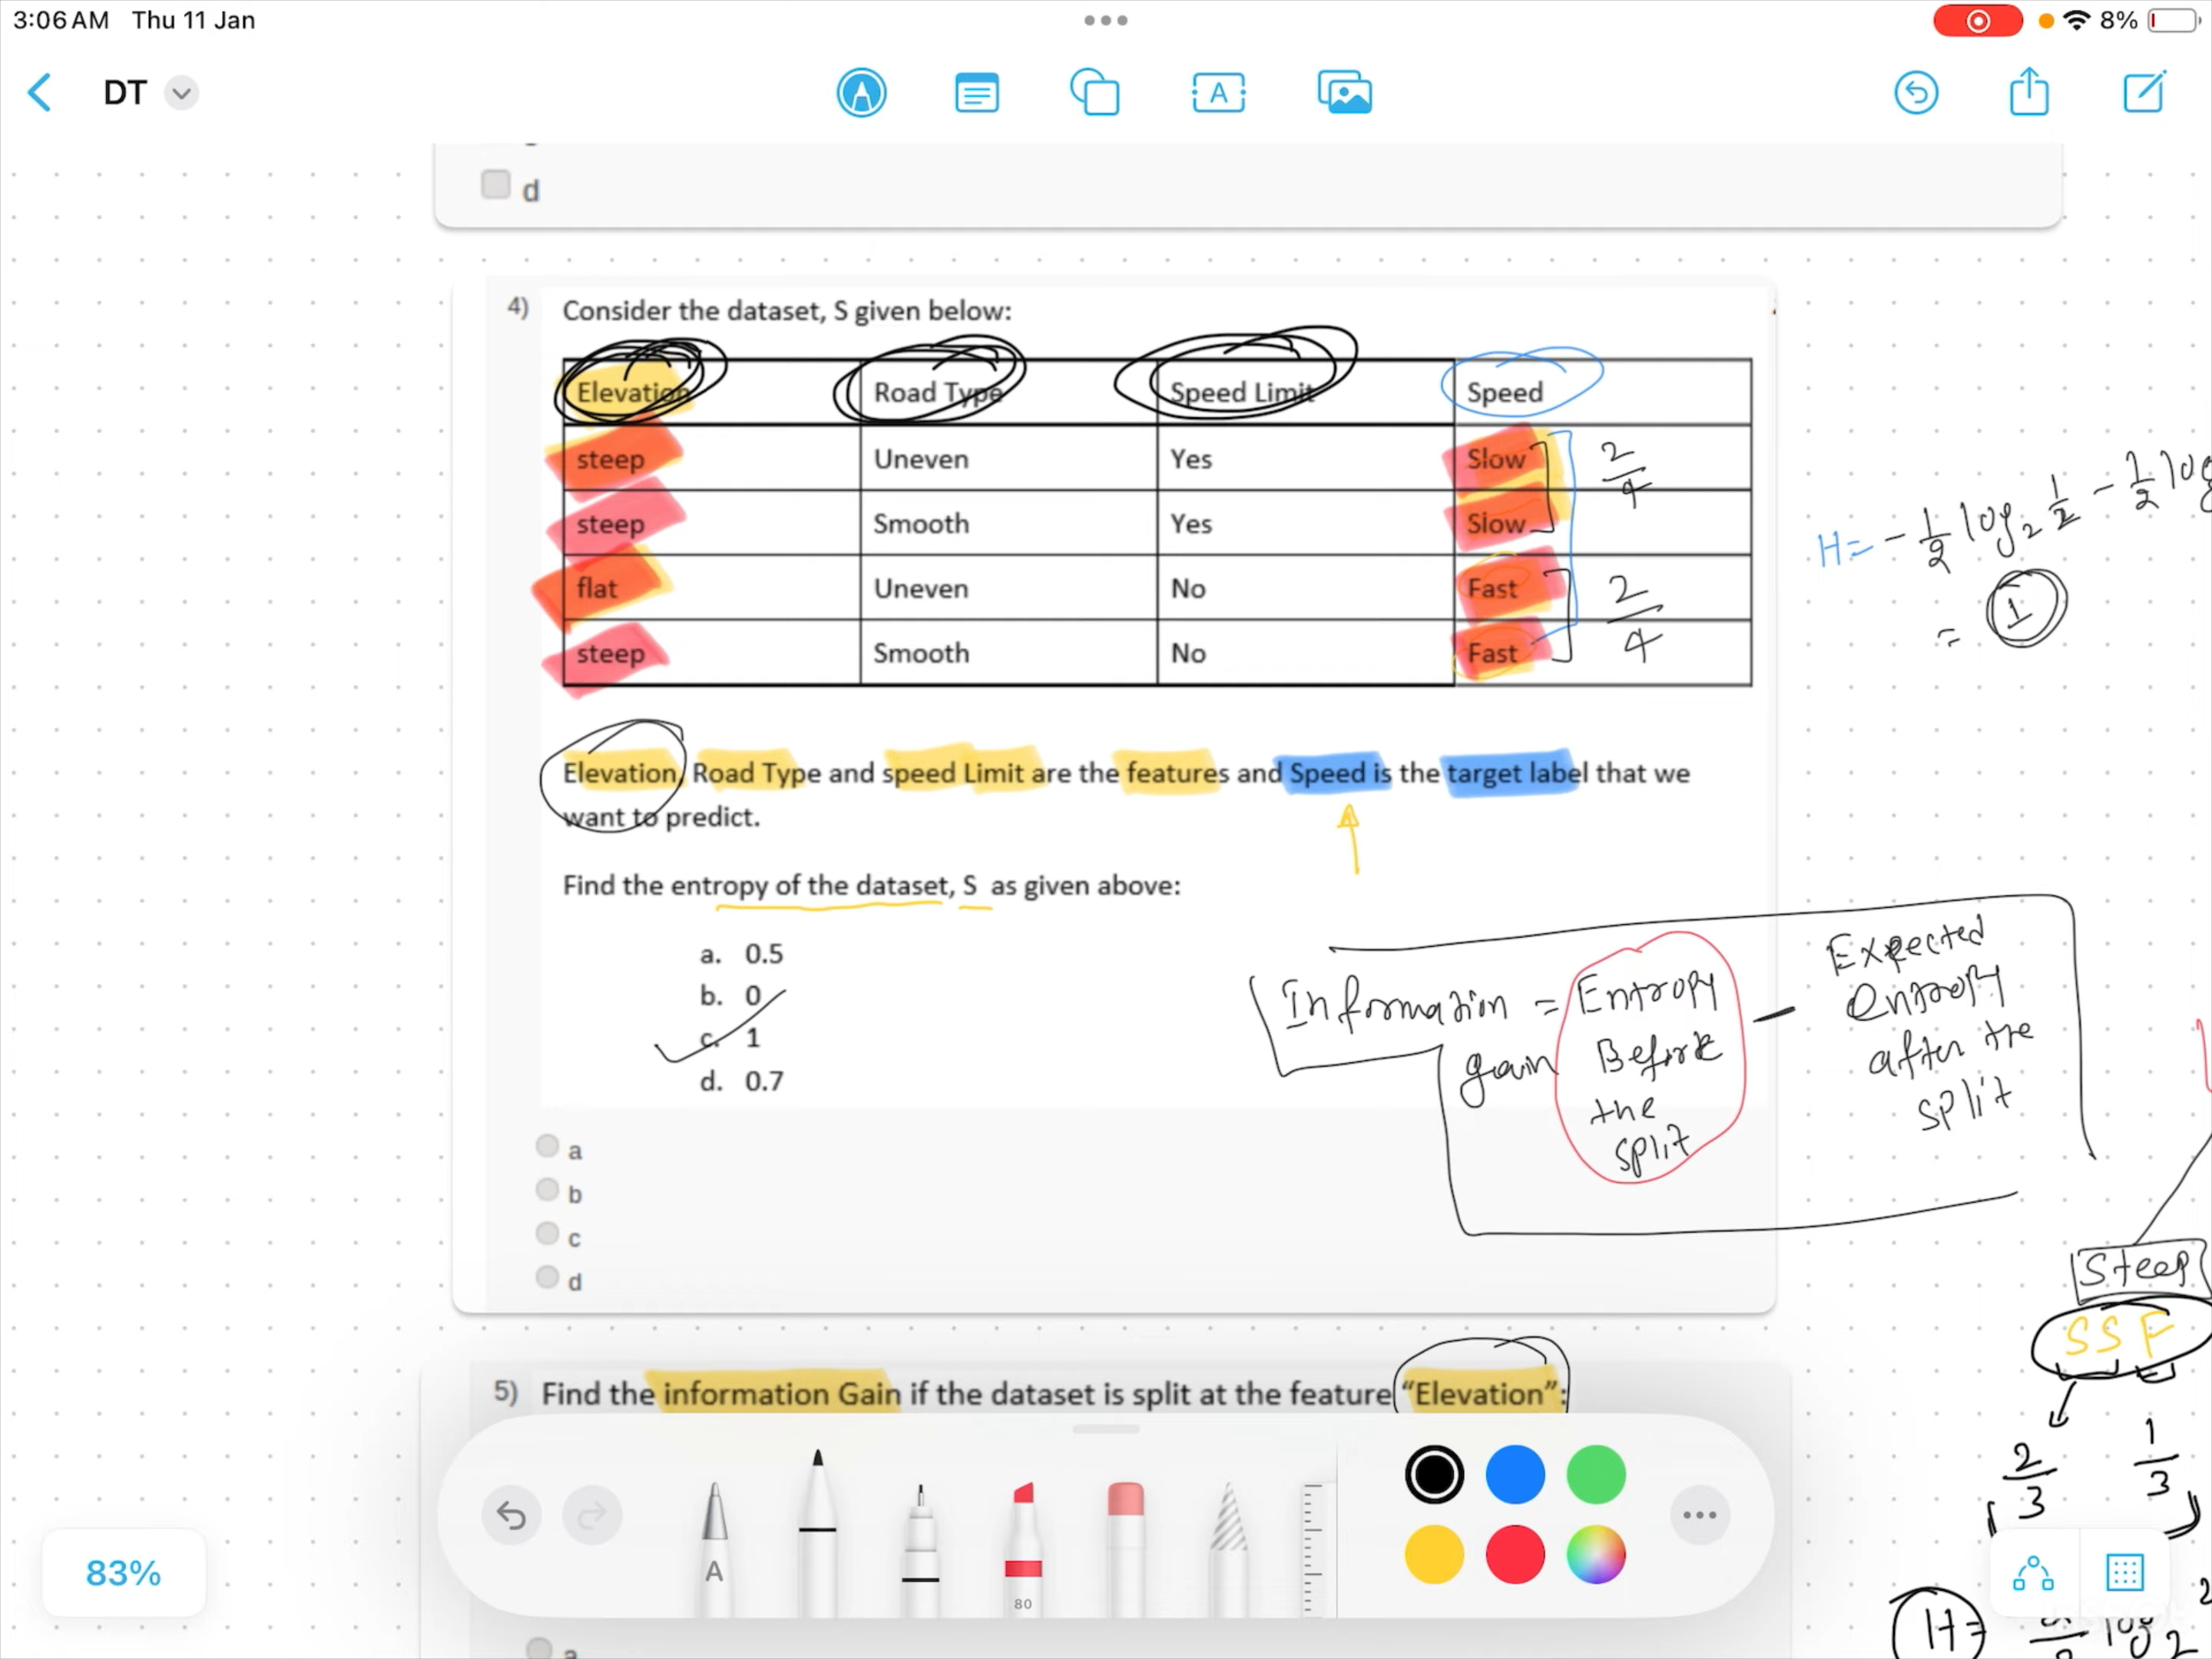 3:06 AM Thu 11 Jan
8%
DT
A
d
4) Consider the dataset, S given below:
Elevation Road Type Speed Limit Speed
steep Uneven Yes Slow
steep Smooth Yes Slow
flat Uneven No Fast
steep Smooth No Fast
2/4
2/4
H= - 1/2 log2 1/2 - 1/2 log
= 1
Elevation, Road Type and speed Limit are the features and Speed is the target label that we
want to predict.
Find the entropy of the dataset, S as given above:
a. 0.5
b. 0
c. 1
d. 0.7
Information gain = Entropy Before the split - Expected entropy after the split
a
b
c
d
Steep
SSF
2/3 1/3
5) Find the information Gain if the dataset is split at the feature "Elevation":
A
80
83%
a
H= log2